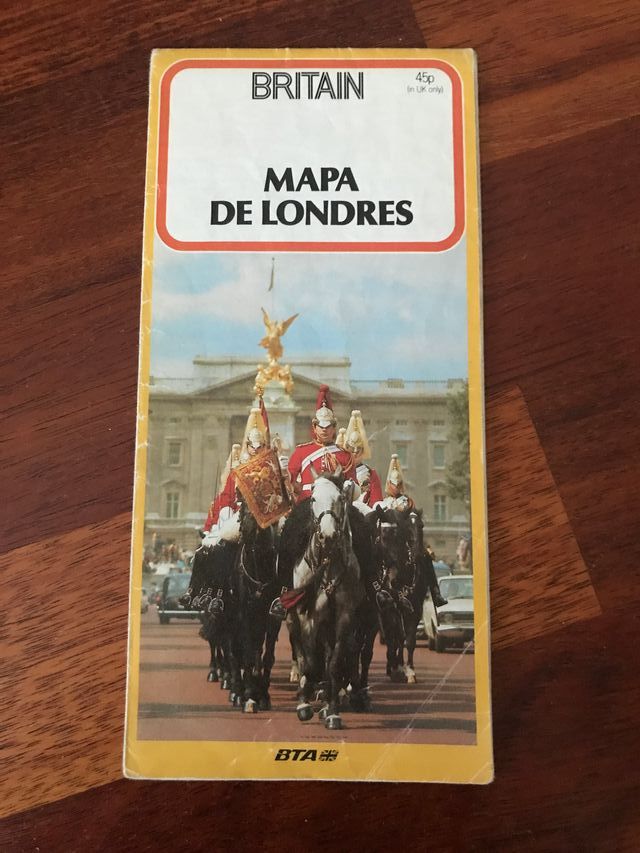 BRITAIN
45p
(in UK only)
MAPA
DE LONDRES
BTA